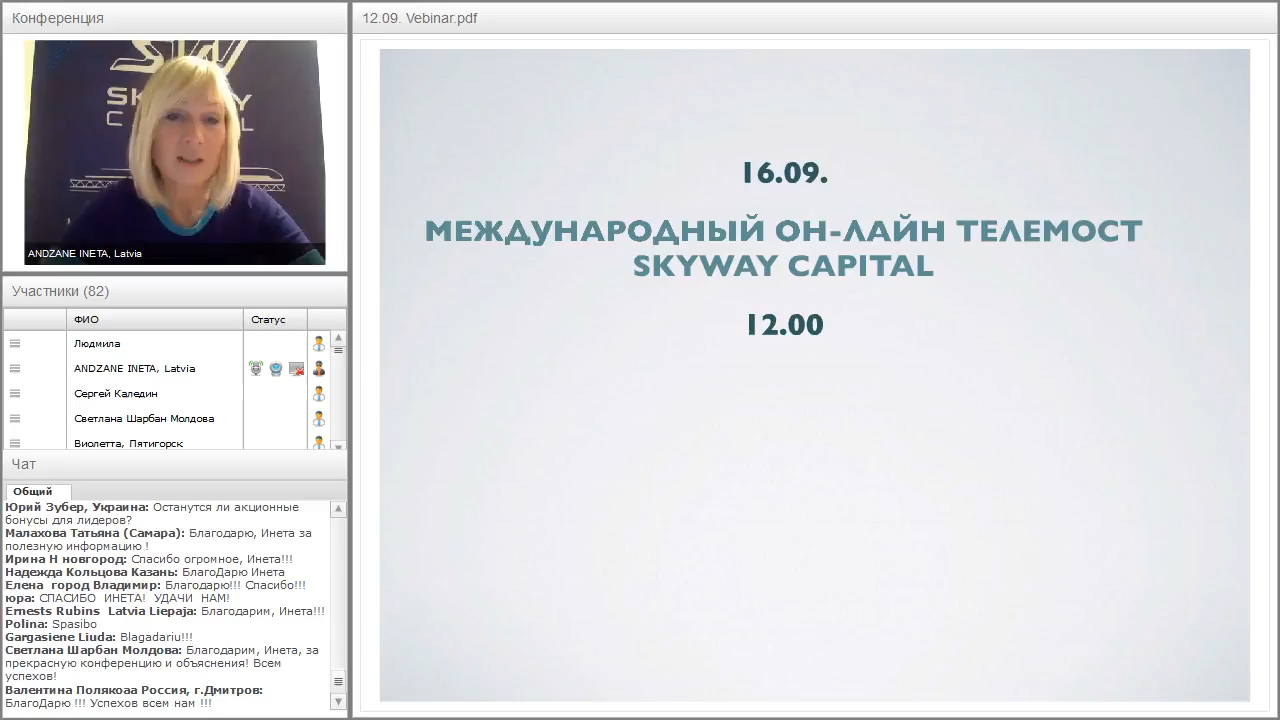 Конференция
SKYWAY
ANDZANE INETA, Latvia
Участники (82)
ФИО
Статус
Людмила
ANDZANE INETA, Latvia
Сергей Каледин
Светлана Шарбан Молдова
Виолетта, Пятигорск
Чат
Общий
Юрий Зубер, Украина: Останутся ли акционные
бонусы для лидеров?
Малахова Татьяна (Самара): Благодарю, Инета за
полезную информацию !
Ирина Н новгород: Спасибо огромное, Инета!!!
Надежда Кольцова Казань: БлагоДарю Инета
Елена  город Владимир: Благодарю!!! Спасибо!!!
юра: СПАСИБО  ИНЕТА!  УДАЧИ  НАМ!
Ernests Rubins  Latvia Liepaja: Благодарим, Инета!!!
Polina: Spasibo
Gargasiene Liuda: Blagadariu!!!
Светлана Шарбан Молдова: Благодарим, Инета, за
прекрасную конференцию и объяснения! Всем
успехов!
Валентина Полякоаа Россия, г.Дмитров:
БлагоДарю !!! Успехов всем нам !!!
12.09. Vebinar.pdf
16.09.
МЕЖДУНАРОДНЫЙ ОН-ЛАЙН ТЕЛЕМОСТ
SKYWAY CAPITAL
12.00